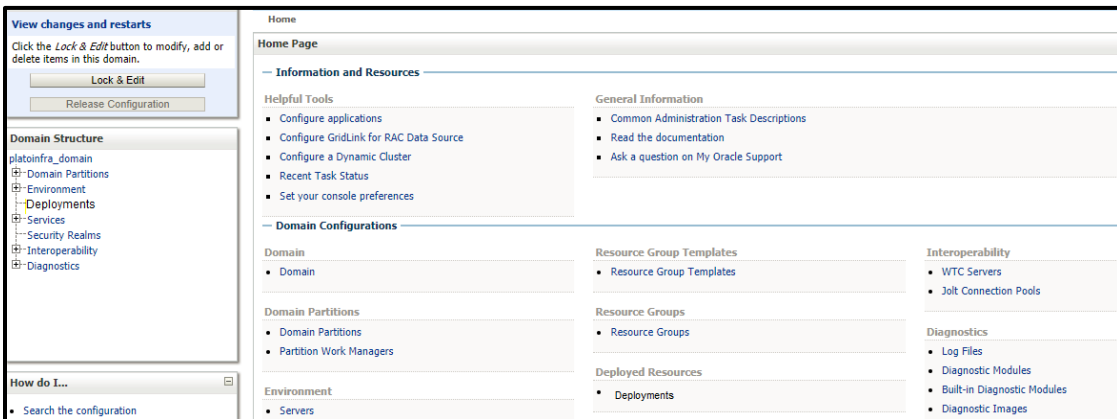 View changes and restarts
Click the Lock & Edit button to modify, add or
delete items in this domain.
Lock & Edit
Release Configuration
Domain Structure
platoinfra_domain
Domain Partitions
Environment
Deployments
Services
Security Realms
Interoperability
Diagnostics
How do I...
Search the configuration
Home
Home Page
Information and Resources
Helpful Tools
Configure applications
Configure GridLink for RAC Data Source
Configure a Dynamic Cluster
Recent Task Status
Set your console preferences
General Information
Common Administration Task Descriptions
Read the documentation
Ask a question on My Oracle Support
Domain Configurations
Domain
Domain
Domain Partitions
Domain Partitions
Partition Work Managers
Environment
Servers
Resource Group Templates
Resource Group Templates
Resource Groups
Resource Groups
Deployed Resources
Deployments
Interoperability
WTC Servers
Jolt Connection Pools
Diagnostics
Log Files
Diagnostic Modules
Built-in Diagnostic Modules
Diagnostic Images